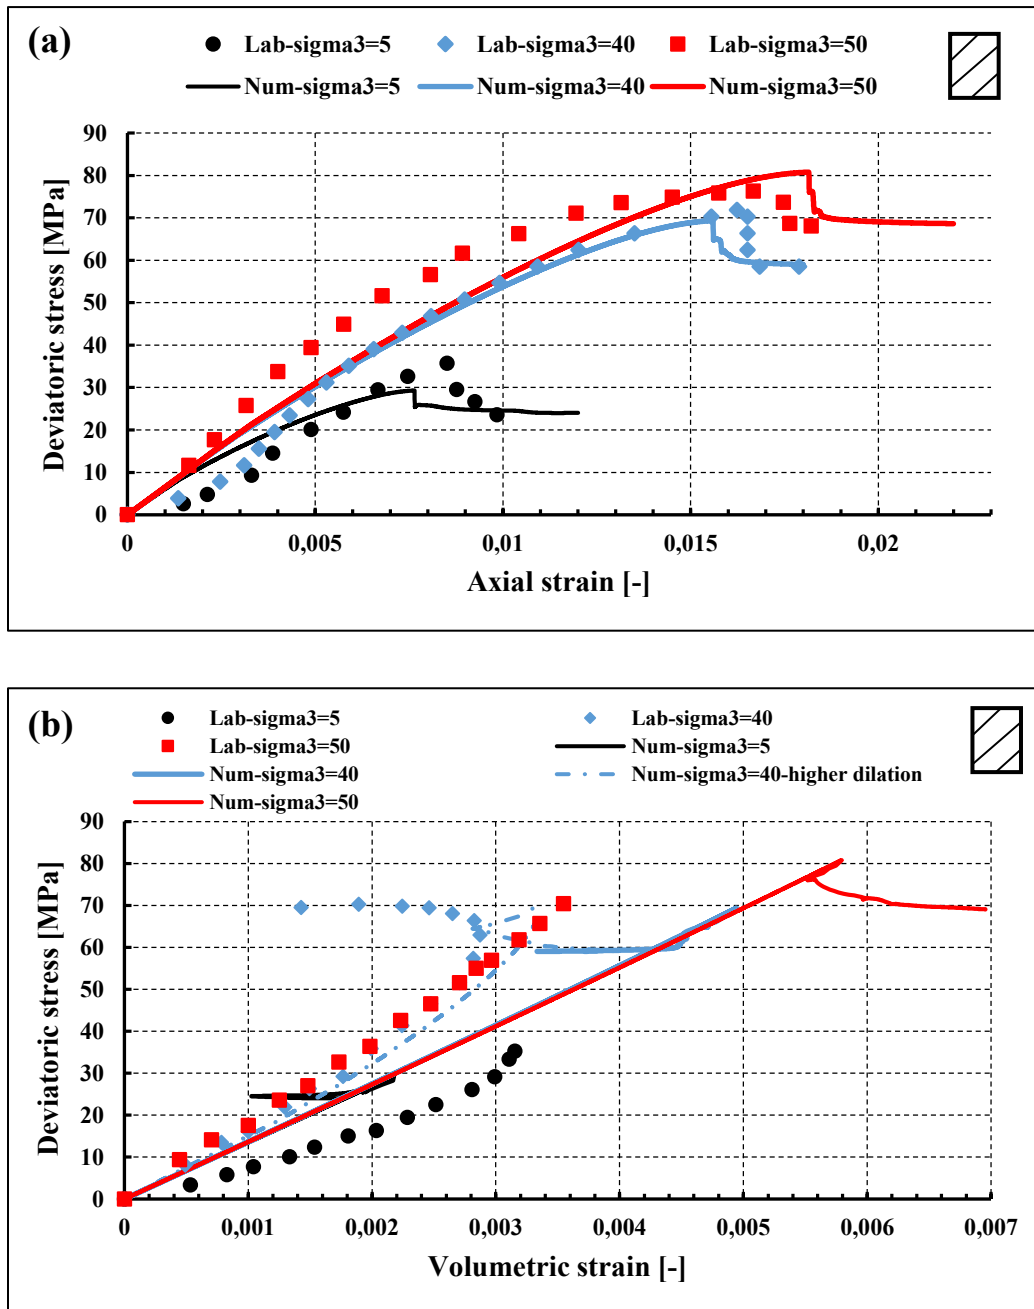 (a)
Lab-sigma3=5 Lab-sigma3=40 Lab-sigma3=50
Num-sigma3=5 Num-sigma3=40 Num-sigma3=50
90
80
70
60
50
40
30
20
10
0
Deviatoric stress [MPa]
0 0,005 0,01 0,015 0,02
Axial strain [-]
(b)
Lab-sigma3=5 Lab-sigma3=40
Lab-sigma3=50 Num-sigma3=5
Num-sigma3=40 Num-sigma3=40-higher dilation
Num-sigma3=50
90
80
70
60
50
40
30
20
10
0
Deviatoric stress [MPa]
0 0,001 0,002 0,003 0,004 0,005 0,006 0,007
Volumetric strain [-]